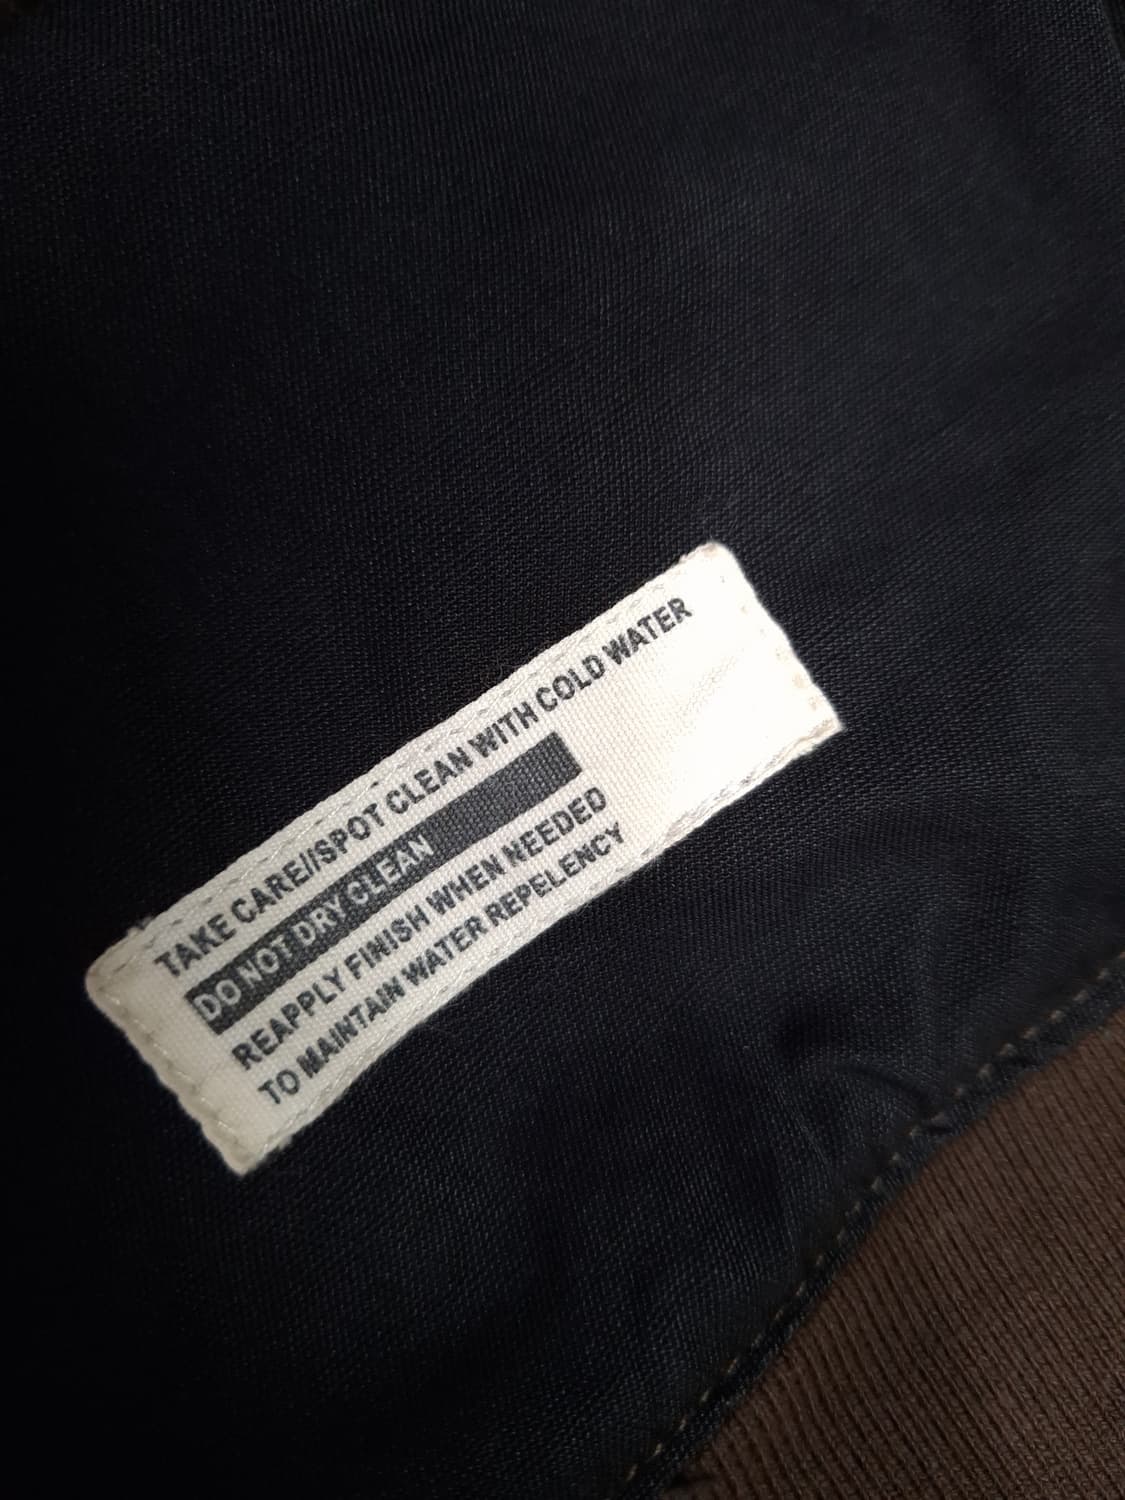 TAKE CARE//SPOT CLEAN WITH COLD WATER
DO NOT DRY CLEAN
REAPPLY FINISH WHEN NEEDED
TO MAINTAIN WATER REPELENCY